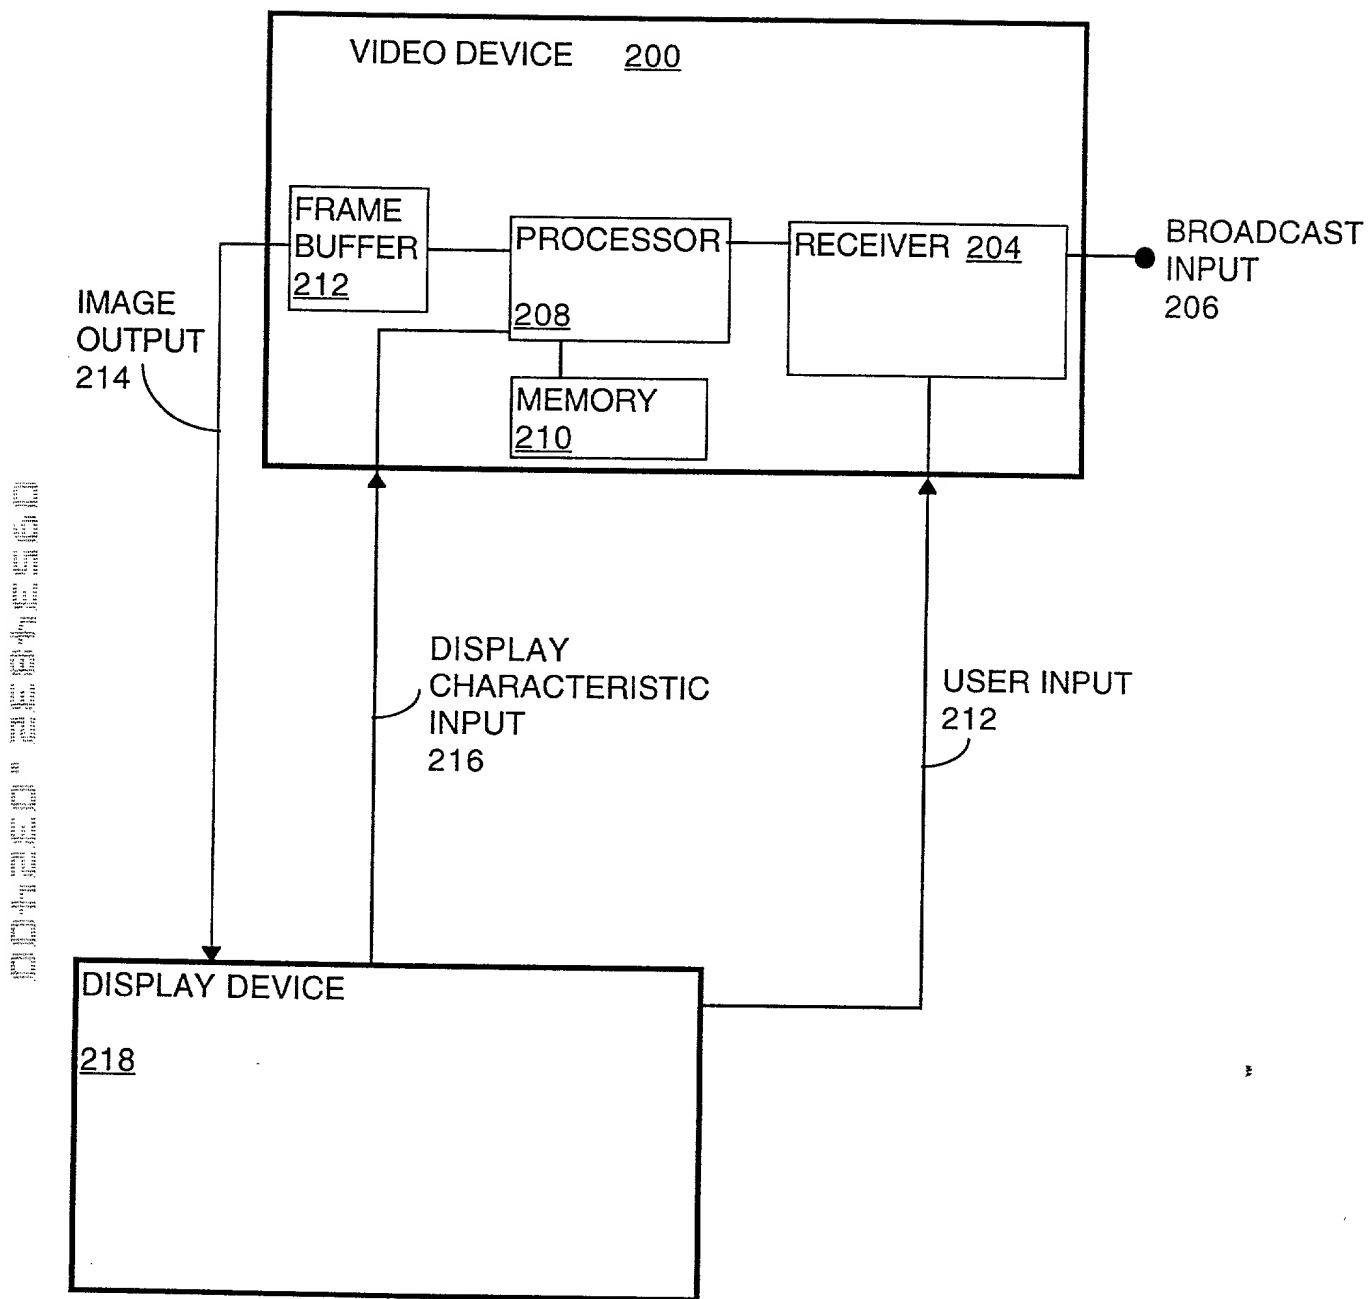 VIDEO DEVICE 200
FRAME
BUFFER
212
PROCESSOR
208
RECEIVER 204
MEMORY
210
BROADCAST
INPUT
206
IMAGE
OUTPUT
214
DISPLAY
CHARACTERISTIC
INPUT
216
USER INPUT
212
DISPLAY DEVICE
218